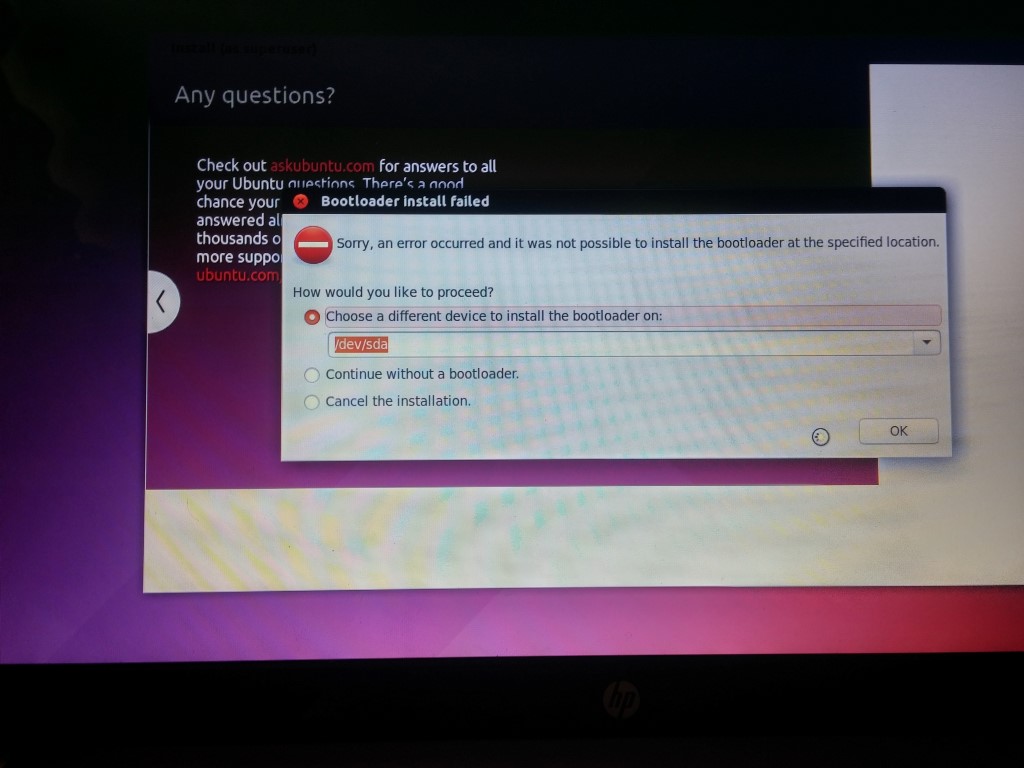 Install (as superuser)
Any questions?
Check out askubuntu.com for answers to all
your Ubuntu questions. There's a good
chance your
answered al
thousands o
more suppo
ubuntu.com
Bootloader install failed
Sorry, an error occurred and it was not possible to install the bootloader at the specified location.
How would you like to proceed?
Choose a different device to install the bootloader on:
/dev/sda
Continue without a bootloader.
Cancel the installation.
OK
hp